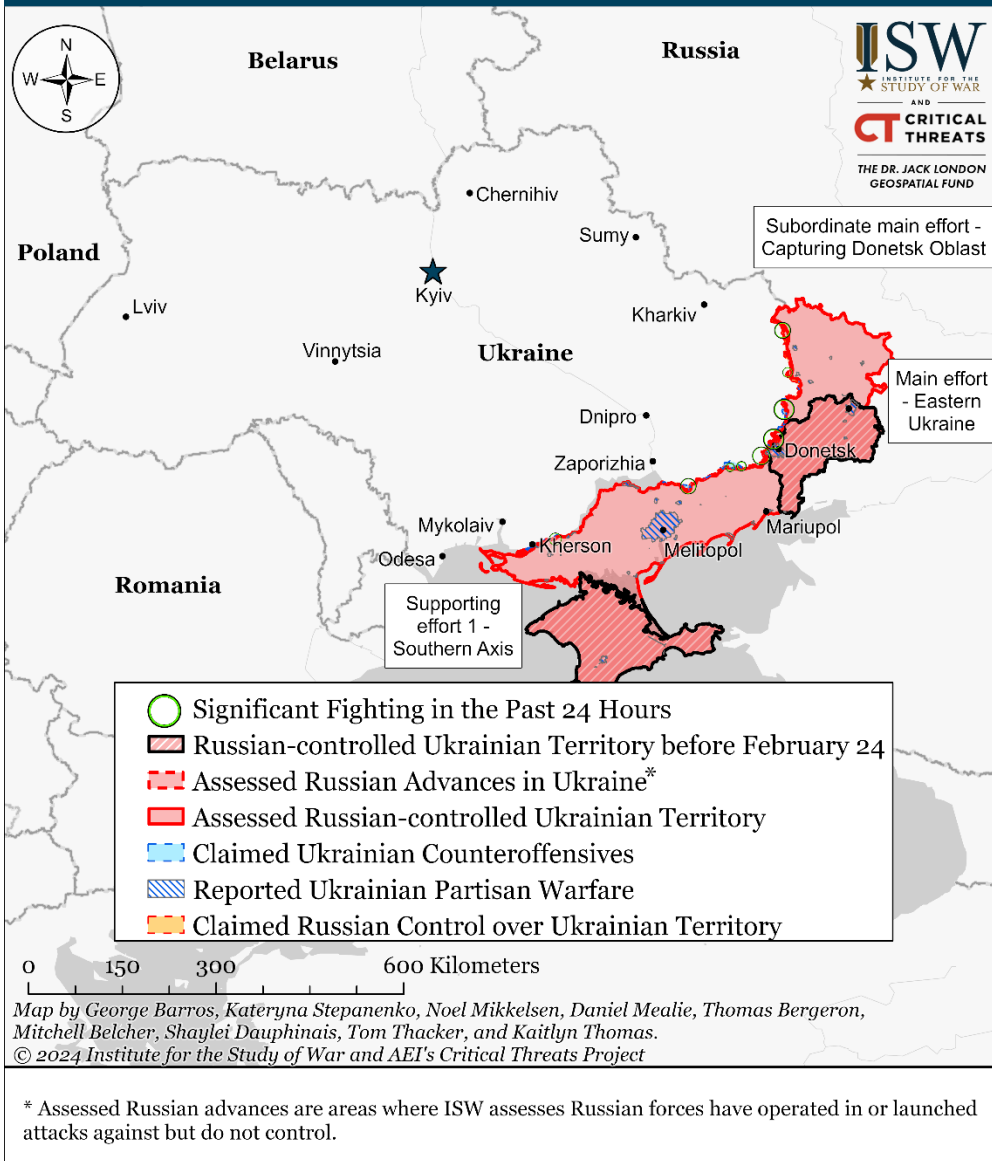 N
W
E
S
Belarus
Russia
ISW
INSTITUTE FOR THE
STUDY OF WAR
AND
CT CRITICAL
THREATS
THE DR. JACK LONDON
GEOSPATIAL FUND
Chernihiv
Subordinate main effort -
Capturing Donetsk Oblast
Sumy
Poland
Kyiv
Lviv
Kharkiv
Vinnytsia
Ukraine
Main effort
- Eastern
Ukraine
Dnipro
Donetsk
Zaporizhia
Mykolaiv
Mariupol
Kherson
Odesa
Melitopol
Romania
Supporting
effort 1 -
Southern Axis
Significant Fighting in the Past 24 Hours
Russian-controlled Ukrainian Territory before February 24
Assessed Russian Advances in Ukraine*
Assessed Russian-controlled Ukrainian Territory
Claimed Ukrainian Counteroffensives
Reported Ukrainian Partisan Warfare
Claimed Russian Control over Ukrainian Territory
0 150 300 600 Kilometers
Map by George Barros, Kateryna Stepanenko, Noel Mikkelsen, Daniel Mealie, Thomas Bergeron,
Mitchell Belcher, Shaylei Dauphinais, Tom Thacker, and Kaitlyn Thomas.
© 2024 Institute for the Study of War and AEI's Critical Threats Project
* Assessed Russian advances are areas where ISW assesses Russian forces have operated in or launched
attacks against but do not control.